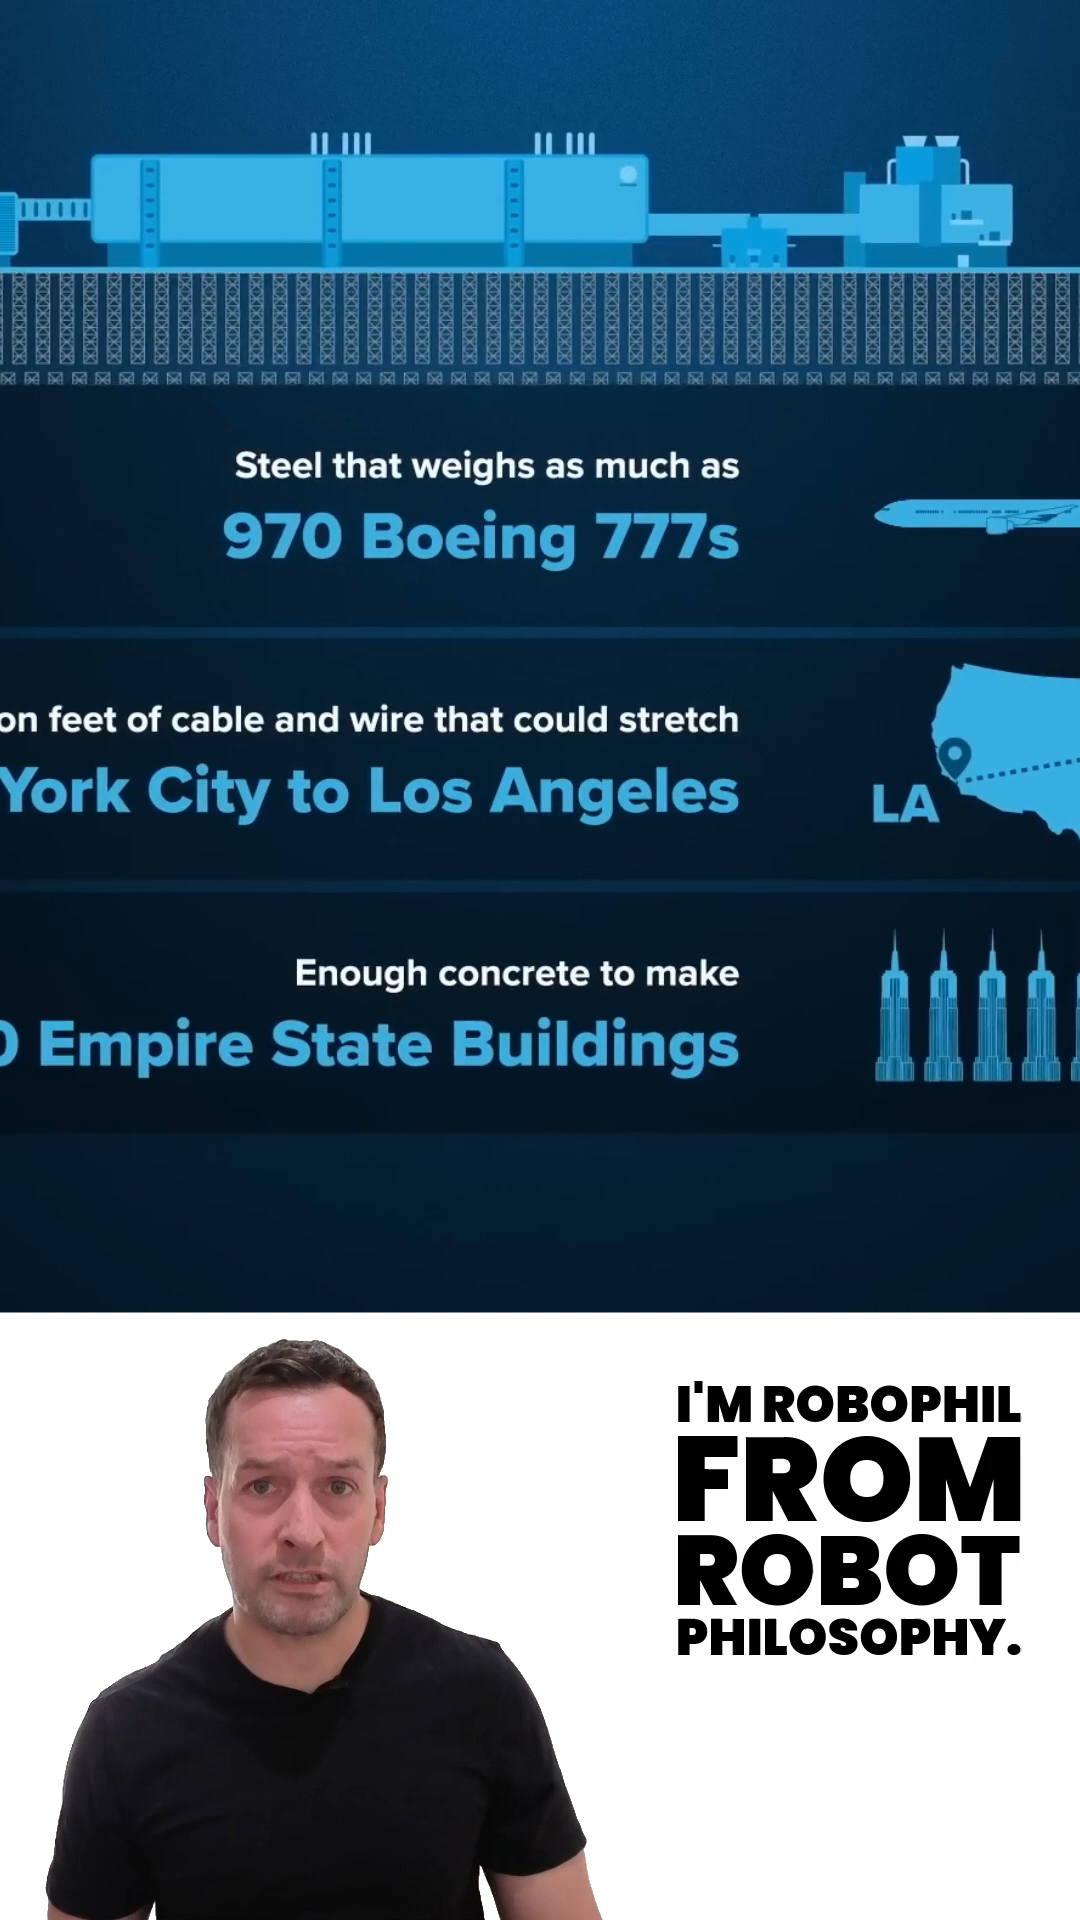 Steel that weighs as much as
970 Boeing 777s
on feet of cable and wire that could stretch
York City to Los Angeles
LA
Enough concrete to make
0 Empire State Buildings
I'M ROBOPHIL
FROM
ROBOT
PHILOSOPHY.